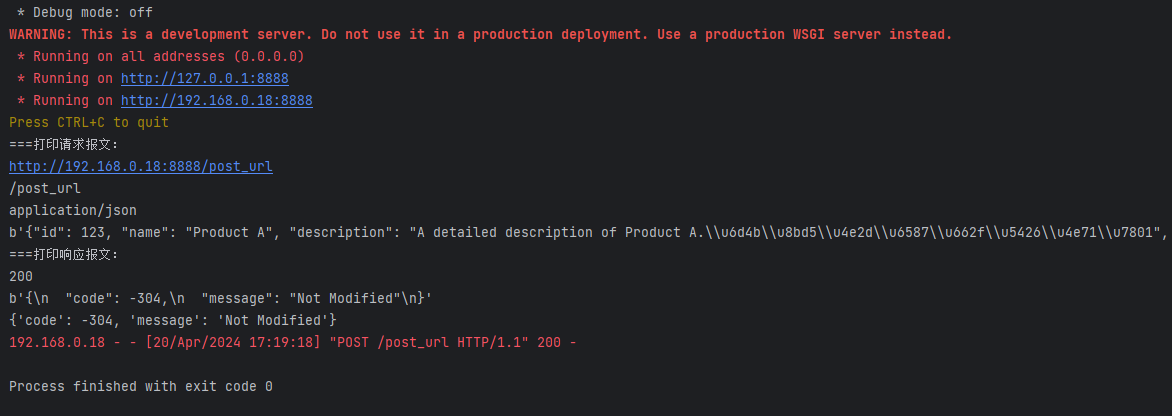 * Debug mode: off
WARNING: This is a development server. Do not use it in a production deployment. Use a production WSGI server instead.
* Running on all addresses (0.0.0.0)
* Running on http://127.0.0.1:8888
* Running on http://192.168.0.18:8888
Press CTRL+C to quit
===打印请求报文:
http://192.168.0.18:8888/post_url
/post_url
application/json
b'{"id": 123, "name": "Product A", "description": "A detailed description of Product A.\\u6d4b\\u8bd5\\u4e2d\\u6587\\u662f\\u5426\\u4e71\\u7801",
===打印响应报文:
200
b'{\n  "code": -304,\n  "message": "Not Modified"\n}'
{'code': -304, 'message': 'Not Modified'}
192.168.0.18 - - [20/Apr/2024 17:19:18] "POST /post_url HTTP/1.1" 200 -
Process finished with exit code 0